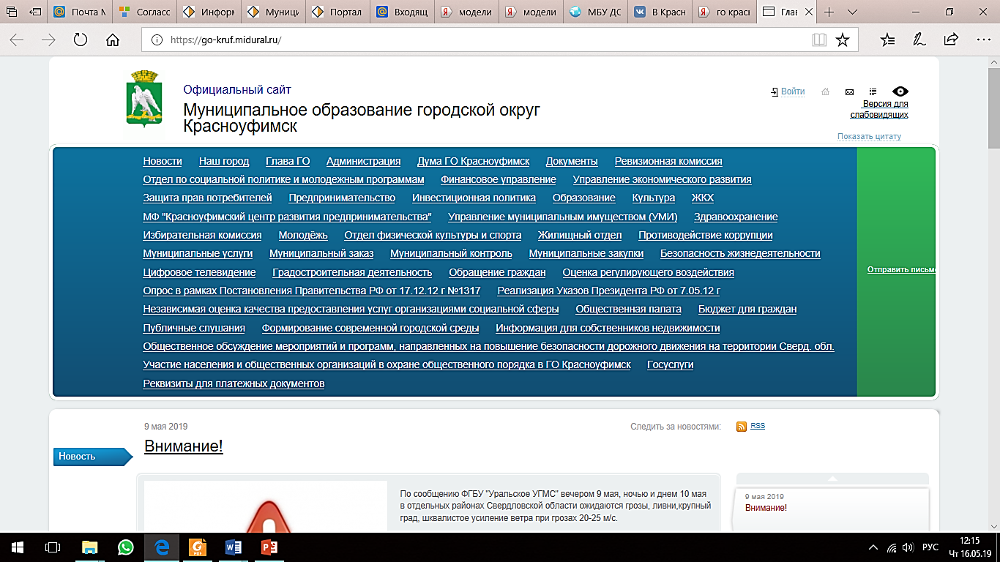 Почта М
Согласс
Информ
Муници
Портал
Входящ
модели
модели
МБУ ДС
В Красн
го крас
Глав
https://go-kruf.midural.ru/
Официальный сайт
Муниципальное образование городской округ
Красноуфимск
Войти
Версия для
слабовидящих
Показать цитату
Новости Наш город Глава ГО Администрация Дума ГО Красноуфимск Документы Ревизионная комиссия
Отдел по социальной политике и молодежным программам Финансовое управление Управление экономического развития
Защита прав потребителей Предпринимательство Инвестиционная политика Образование Культура ЖКХ
МФ "Красноуфимский центр развития предпринимательства" Управление муниципальным имуществом (УМИ) Здравоохранение
Избирательная комиссия Молодёжь Отдел физической культуры и спорта Жилищный отдел Противодействие коррупции
Муниципальные услуги Муниципальный заказ Муниципальный контроль Муниципальные закупки Безопасность жизнедеятельности
Цифровое телевидение Градостроительная деятельность Обращение граждан Оценка регулирующего воздействия
Опрос в рамках Постановления Правительства РФ от 17.12.12 г №1317 Реализация Указов Президента РФ от 7.05.12 г
Независимая оценка качества предоставления услуг организациями социальной сферы Общественная палата Бюджет для граждан
Публичные слушания Формирование современной городской среды Информация для собственников недвижимости
Общественное обсуждение мероприятий и программ, направленных на повышение безопасности дорожного движения на территории Сверд. обл.
Участие населения и общественных организаций в охране общественного порядка в ГО Красноуфимск Госуслуги
Реквизиты для платежных документов
Отправить письмо
9 мая 2019
Следить за новостями: RSS
Новость
Внимание!
По сообщению ФГБУ "Уральское УГМС" вечером 9 мая, ночью и днем 10 мая
в отдельных районах Свердловской области ожидаются грозы, ливни,крупный
град, шквалистое усиление ветра при грозах 20-25 м/с.
9 мая 2019
Внимание!
PDF
РУС
12:15
Чт 16.05.19